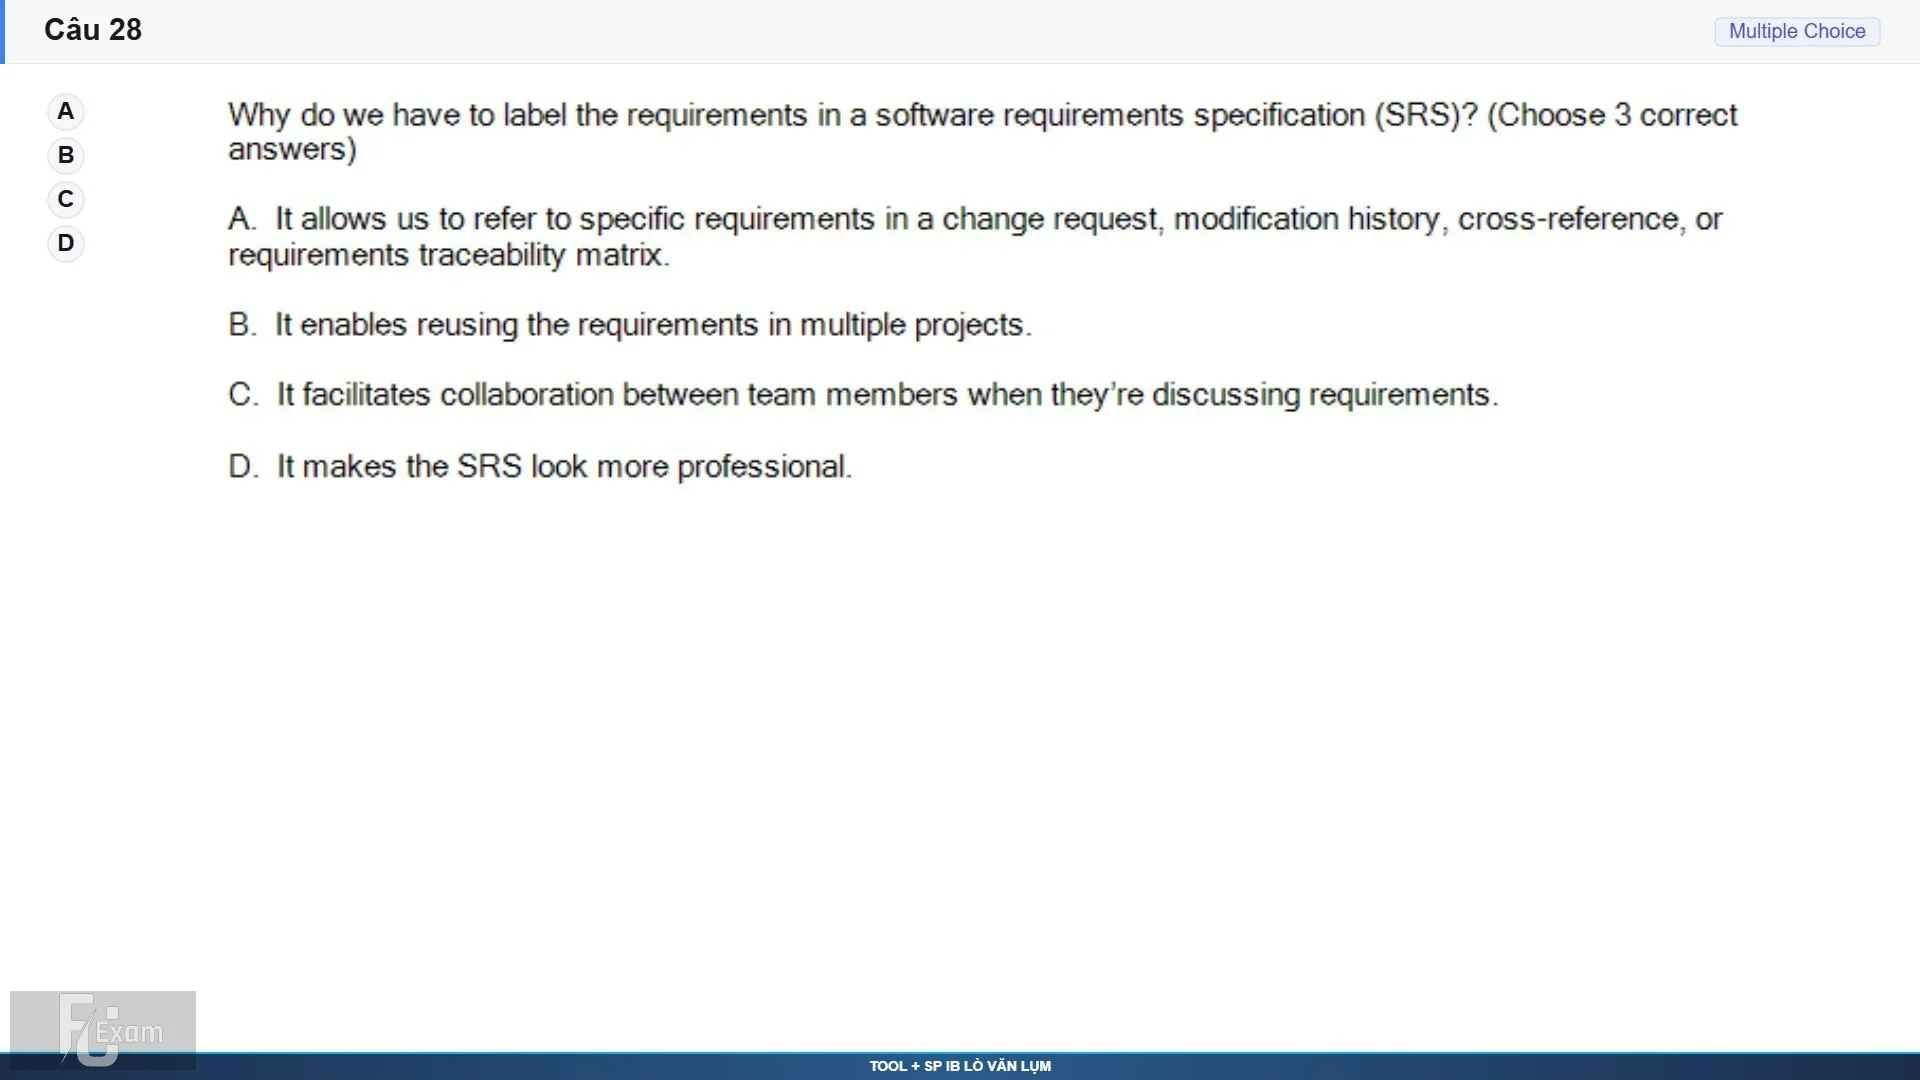 Câu 28
Multiple Choice
A
B
C
D
Why do we have to label the requirements in a software requirements specification (SRS)? (Choose 3 correct
answers)
A. It allows us to refer to specific requirements in a change request, modification history, cross-reference, or
requirements traceability matrix.
B. It enables reusing the requirements in multiple projects.
C. It facilitates collaboration between team members when they're discussing requirements.
D. It makes the SRS look more professional.
FU Exam
TOOL + SP IB LÒ VĂN LỤM